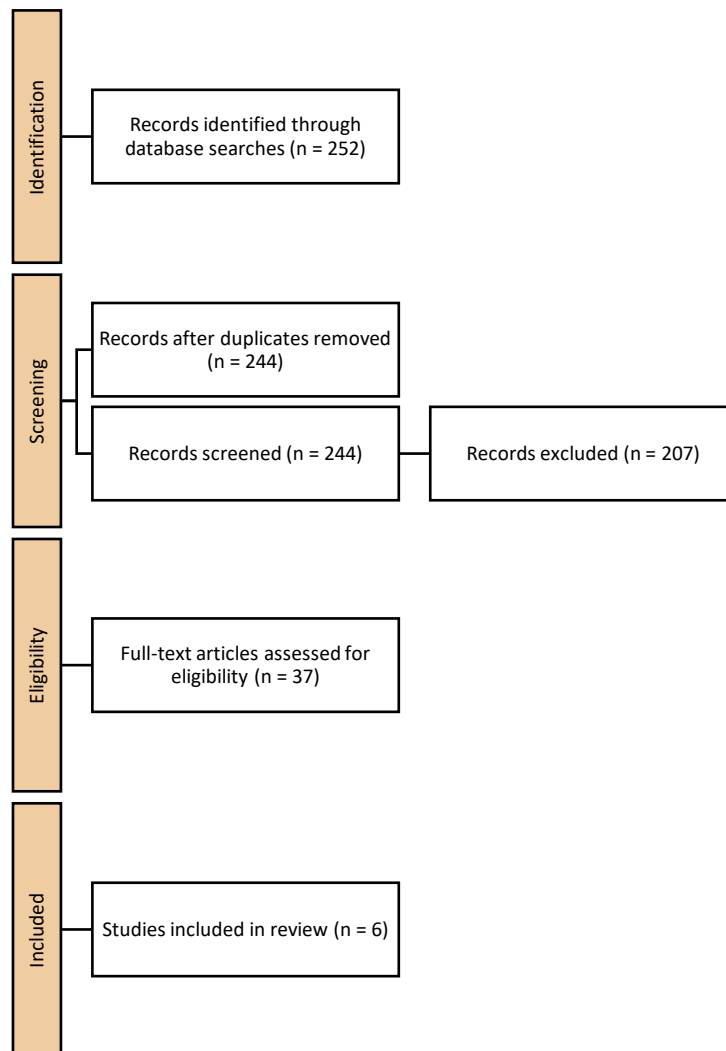 Identification
Records identified through
database searches (n = 252)
Screening
Records after duplicates removed
(n = 244)
Records screened (n = 244)
Records excluded (n = 207)
Eligibility
Full-text articles assessed for
eligibility (n = 37)
Included
Studies included in review (n = 6)